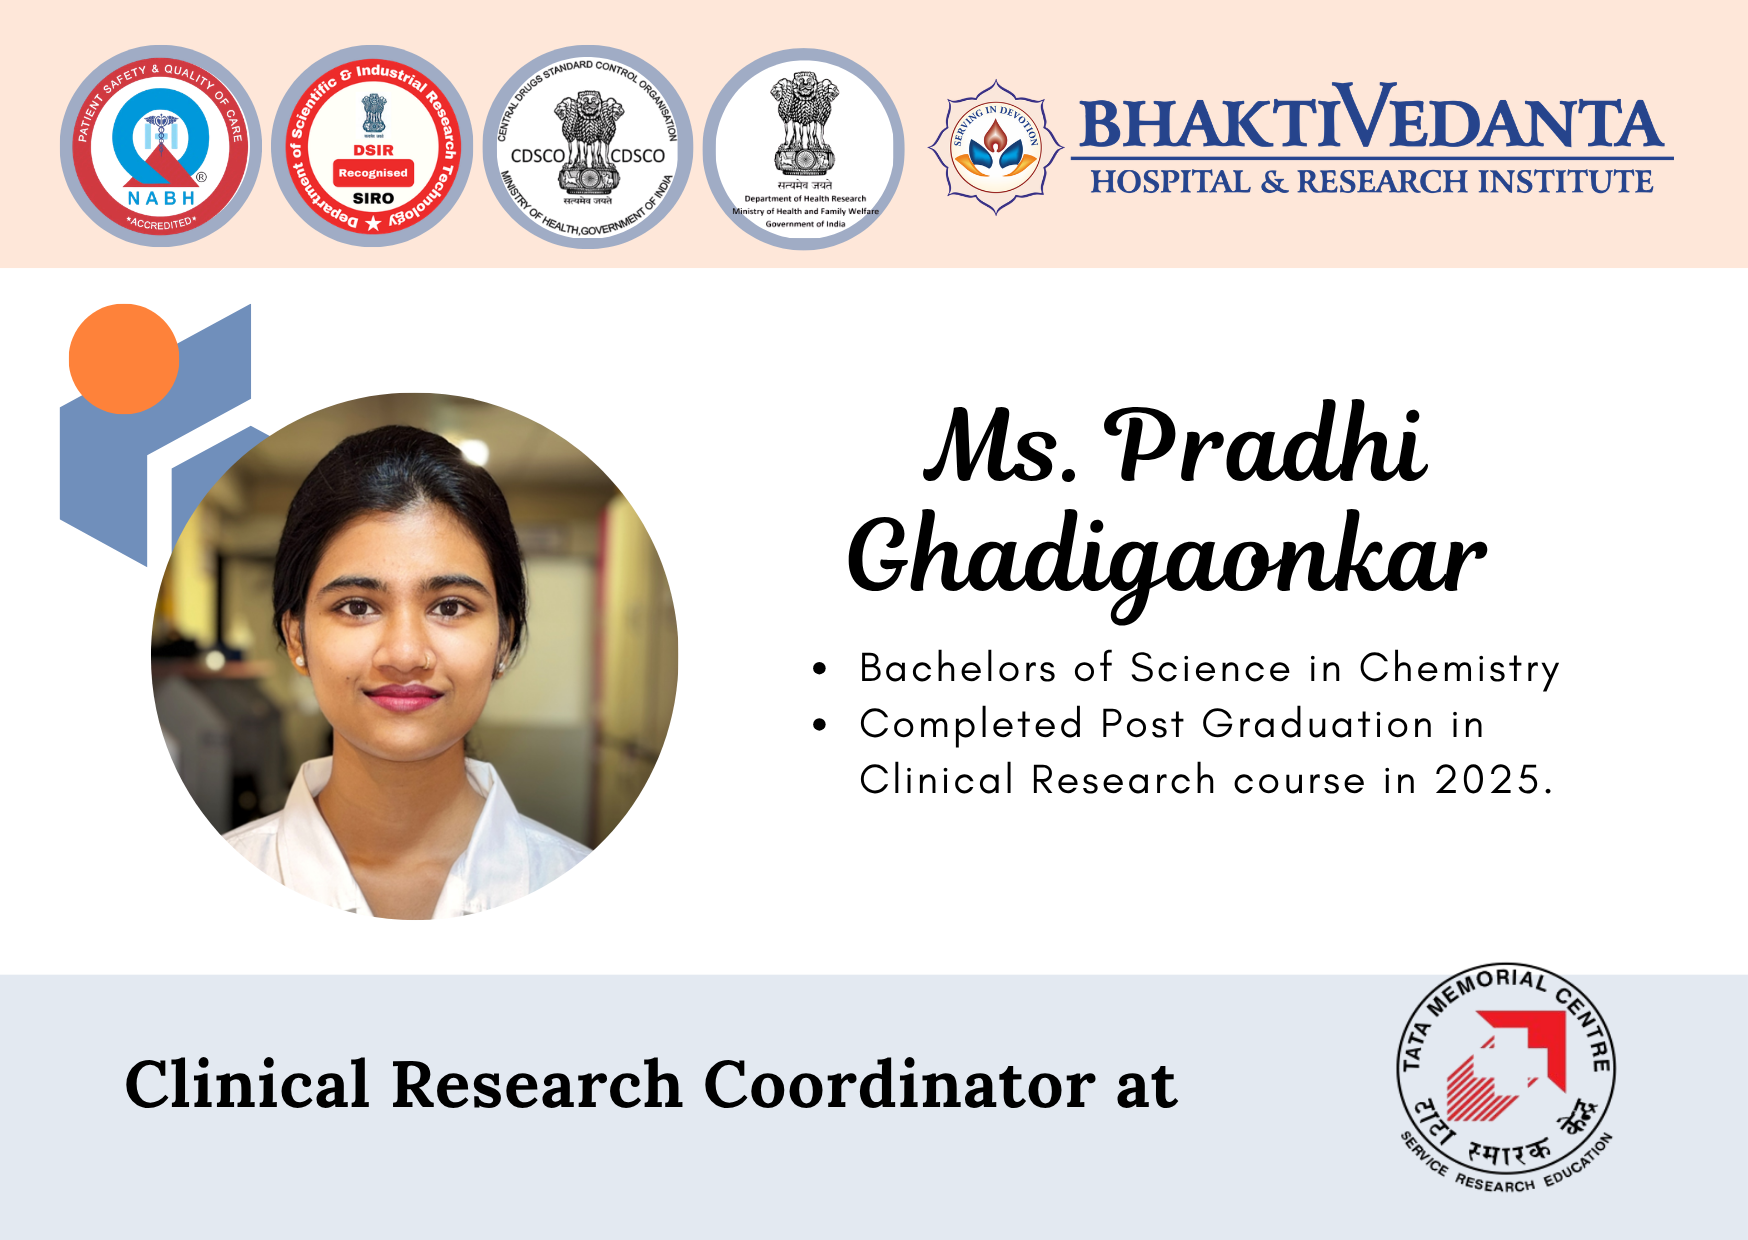 PATIENT SAFETY & QUALITY OF CARE
NABH
®
*ACCREDITED*
Department of Scientific & Industrial Research Technology
सत्यमेव जयते
DSIR
Recognised
SIRO
CENTRAL DRUGS STANDARD CONTROL ORGANISATION
CDSCO CDSCO
सत्यमेव जयते
MINISTRY OF HEALTH,GOVERNMENT OF INDIA
सत्यमेव जयते
Department of Health Research
Ministry of Health and Family Welfare
Government of India
SERVING IN DEVOTION
BHAKTIVEDANTA
HOSPITAL & RESEARCH INSTITUTE
Ms. Pradhi
Ghadigaonkar
• Bachelors of Science in Chemistry
• Completed Post Graduation in
Clinical Research course in 2025.
Clinical Research Coordinator at
TATA MEMORIAL CENTRE
टाटा स्मारक केन्द्र
SERVICE RESEARCH EDUCATION